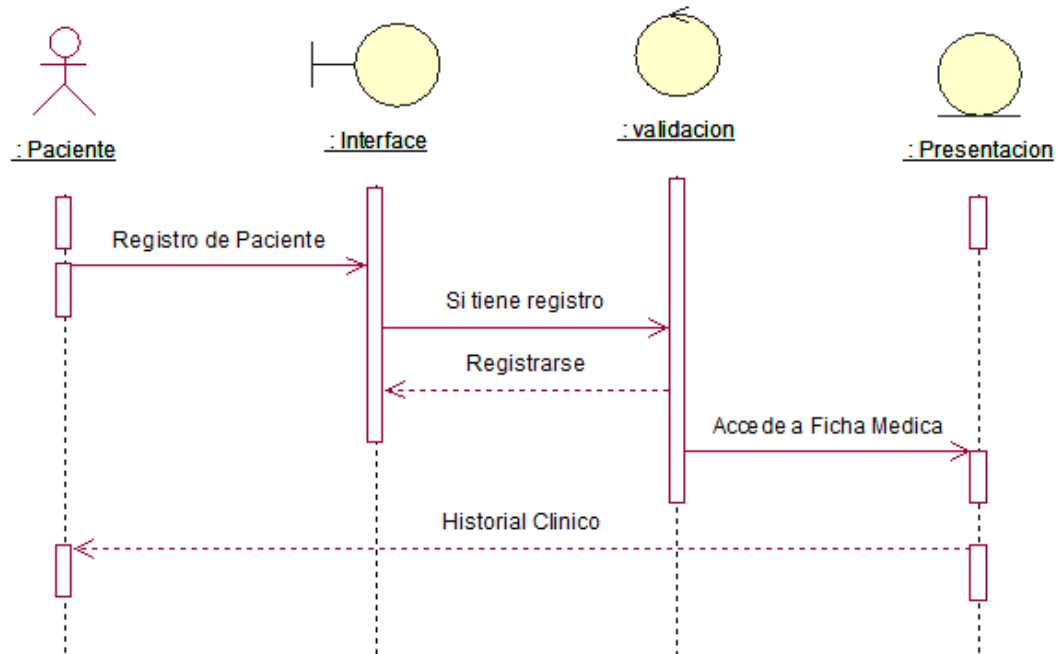 : Paciente
: Interface
: validacion
: Presentacion
Registro de Paciente
Si tiene registro
Registrarse
Accede a Ficha Medica
Historial Clinico